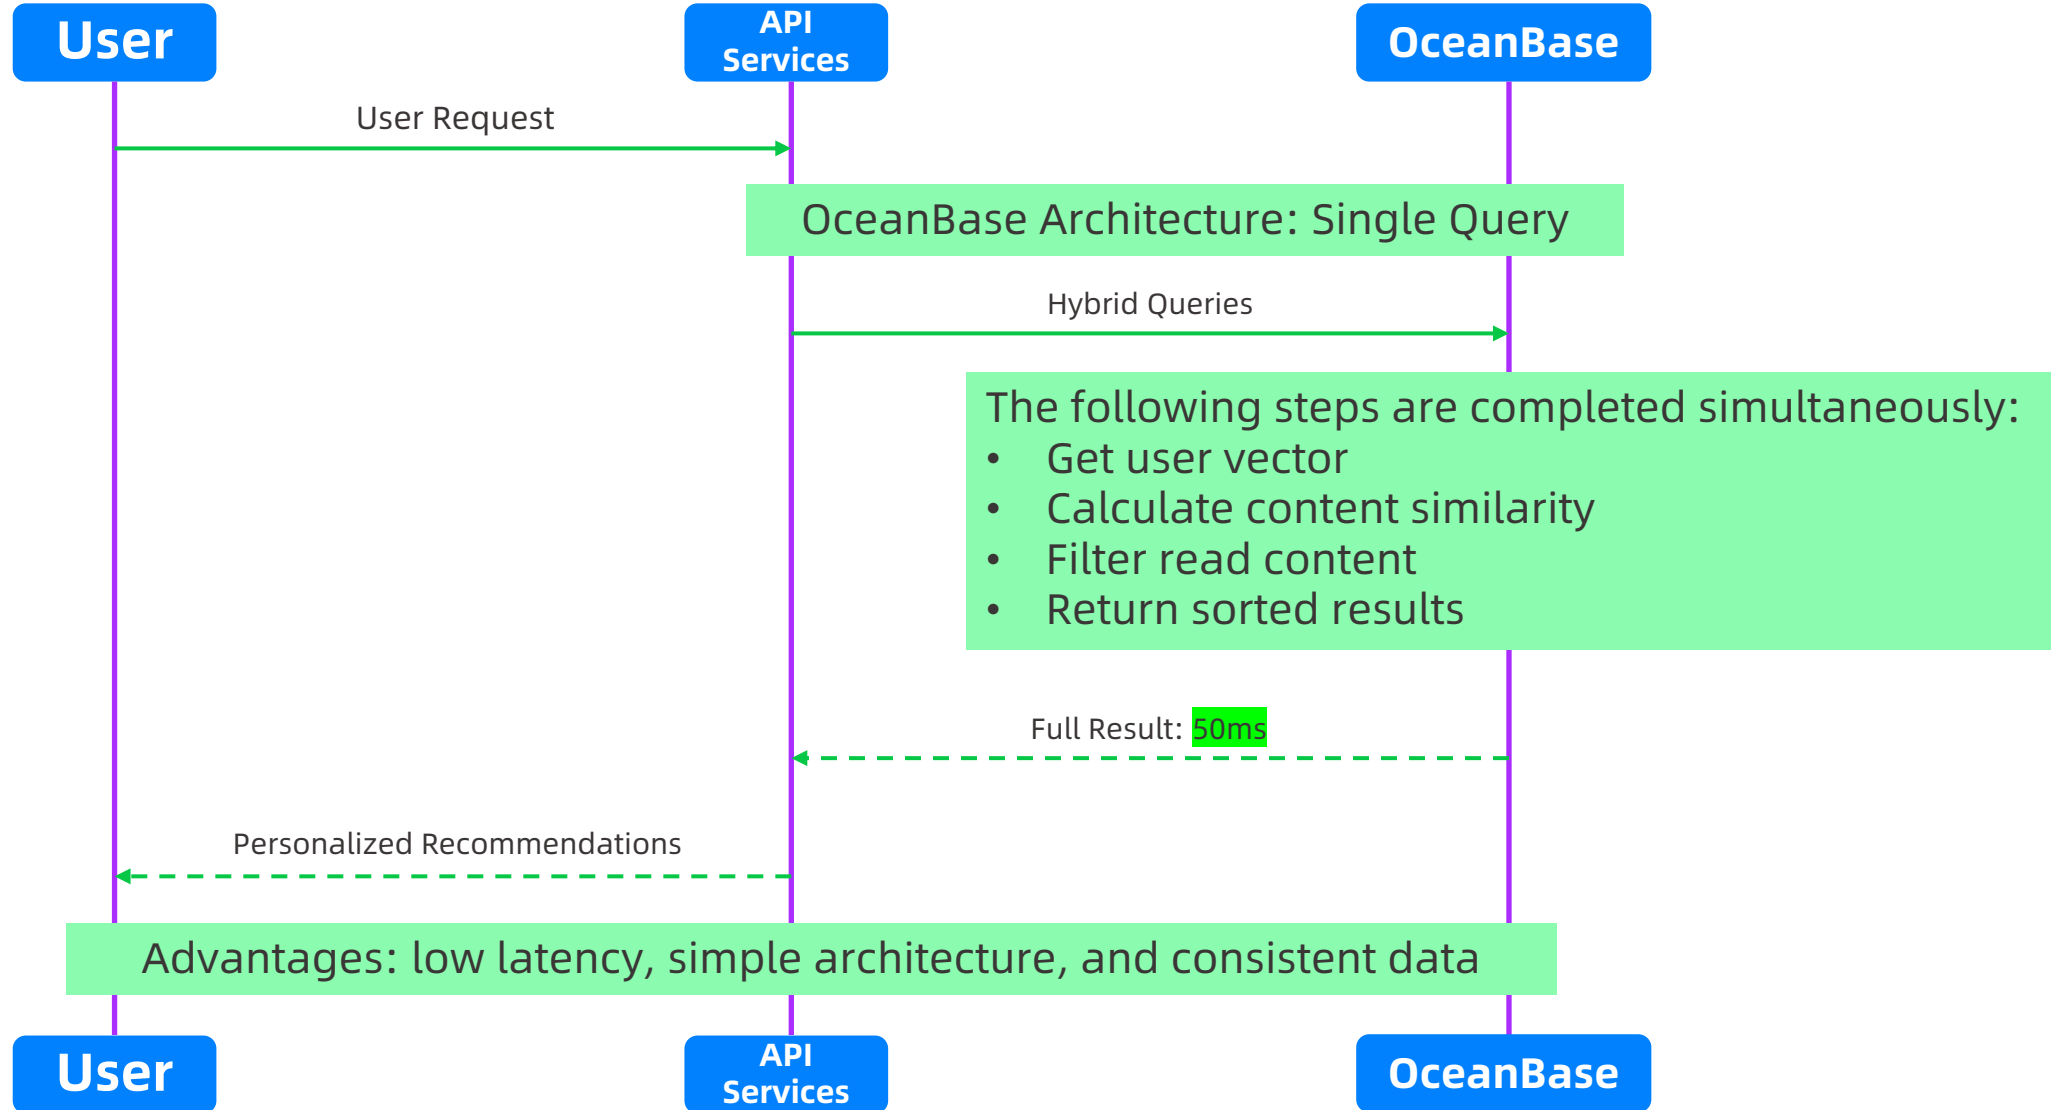 User
API
Services
OceanBase
User Request
OceanBase Architecture: Single Query
Hybrid Queries
The following steps are completed simultaneously:
• Get user vector
• Calculate content similarity
• Filter read content
• Return sorted results
Full Result: 50ms
Personalized Recommendations
Advantages: low latency, simple architecture, and consistent data
User
API
Services
OceanBase